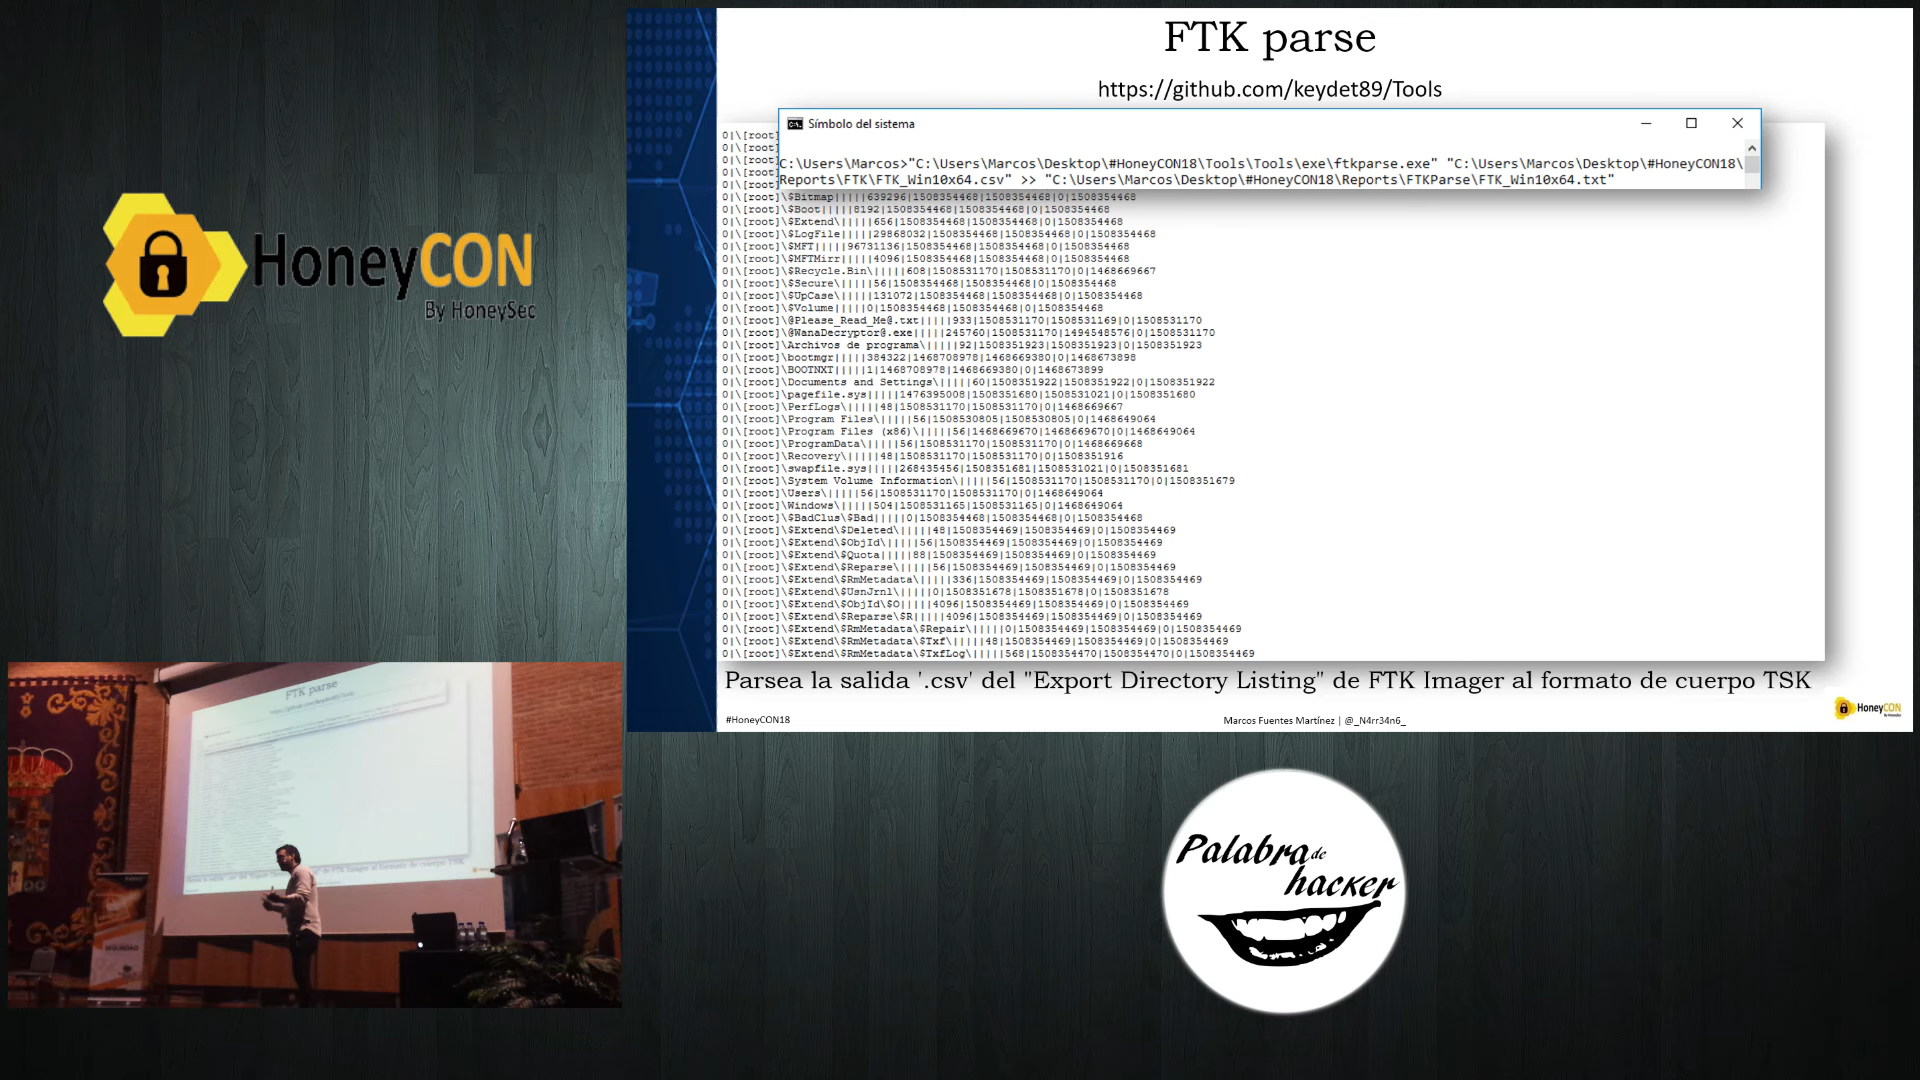 HoneyCON
By HoneySec
FTK parse
https://github.com/keydet89/Tools
Símbolo del sistema
C:\Users\Marcos>"C:\Users\Marcos\Desktop\#HoneyCON18\Tools\Tools\exe\ftkparse.exe" "C:\Users\Marcos\Desktop\#HoneyCON18\
Reports\FTK\FTK_Win10x64.csv" >> "C:\Users\Marcos\Desktop\#HoneyCON18\Reports\FTKParse\FTK_Win10x64.txt"
0|\[root]
0|\[root]
0|\[root]
0|\[root]
0|\[root]
0|\[root]\$Bitmap|||||639296|1508354468|1508354468|0|1508354468
0|\[root]\$Boot|||||8192|1508354468|1508354468|0|1508354468
0|\[root]\$Extend\|||||656|1508354468|1508354468|0|1508354468
0|\[root]\$LogFile|||||29868032|1508354468|1508354468|0|1508354468
0|\[root]\$MFT|||||96731136|1508354468|1508354468|0|1508354468
0|\[root]\$MFTMirr|||||4096|1508354468|1508354468|0|1508354468
0|\[root]\$Recycle.Bin\|||||608|1508531170|1508531170|0|1468669667
0|\[root]\$Secure\|||||56|1508354468|1508354468|0|1508354468
0|\[root]\$UpCase\|||||131072|1508354468|1508354468|0|1508354468
0|\[root]\$Volume|||||0|1508354468|1508354468|0|1508354468
0|\[root]\@Please_Read_Me@.txt|||||933|1508531170|1508531169|0|1508531170
0|\[root]\@WanaDecryptor@.exe|||||245760|1508531170|1494548576|0|1508531170
0|\[root]\Archivos de programa\|||||92|1508351923|1508351923|0|1508351923
0|\[root]\bootmgr|||||384322|1468708978|1468669380|0|1468673898
0|\[root]\BOOTNXT|||||1|1468708978|1468669380|0|1468673899
0|\[root]\Documents and Settings\|||||60|1508351922|1508351922|0|1508351922
0|\[root]\pagefile.sys|||||1476395008|1508351680|1508531021|0|1508351680
0|\[root]\PerfLogs\|||||48|1508531170|1508531170|0|1468669667
0|\[root]\Program Files\|||||56|1508530805|1508530805|0|1468649064
0|\[root]\Program Files (x86)\|||||56|1468669670|1468669670|0|1468649064
0|\[root]\ProgramData\|||||56|1508531170|1508531170|0|1468669668
0|\[root]\Recovery\|||||48|1508531170|1508531170|0|1508351916
0|\[root]\swapfile.sys|||||268435456|1508351681|1508531021|0|1508351681
0|\[root]\System Volume Information\|||||56|1508531170|1508531170|0|1508351679
0|\[root]\Users\|||||56|1508531170|1508531170|0|1468649064
0|\[root]\Windows\|||||504|1508531165|1508531165|0|1468649064
0|\[root]\$BadClus\$Bad|||||0|1508354468|1508354468|0|1508354468
0|\[root]\$Extend\$Deleted\|||||48|1508354469|1508354469|0|1508354469
0|\[root]\$Extend\$ObjId\|||||56|1508354469|1508354469|0|1508354469
0|\[root]\$Extend\$Quota\|||||88|1508354469|1508354469|0|1508354469
0|\[root]\$Extend\$Reparse\|||||56|1508354469|1508354469|0|1508354469
0|\[root]\$Extend\$RmMetadata\|||||336|1508354469|1508354469|0|1508354469
0|\[root]\$Extend\$UsnJrnl\|||||0|1508351678|1508351678|0|1508351678
0|\[root]\$Extend\$ObjId\$O|||||4096|1508354469|1508354469|0|1508354469
0|\[root]\$Extend\$Reparse\$R|||||4096|1508354469|1508354469|0|1508354469
0|\[root]\$Extend\$RmMetadata\$Repair\|||||0|1508354469|1508354469|0|1508354469
0|\[root]\$Extend\$RmMetadata\$Txf\|||||48|1508354469|1508354469|0|1508354469
0|\[root]\$Extend\$RmMetadata\$TxfLog\|||||568|1508354470|1508354470|0|1508354469
Parsea la salida '.csv' del "Export Directory Listing" de FTK Imager al formato de cuerpo TSK
#HoneyCON18
Marcos Fuentes Martínez | @_N4rr34n6_
HoneyCON
FTK parse
Palabra de
hacker